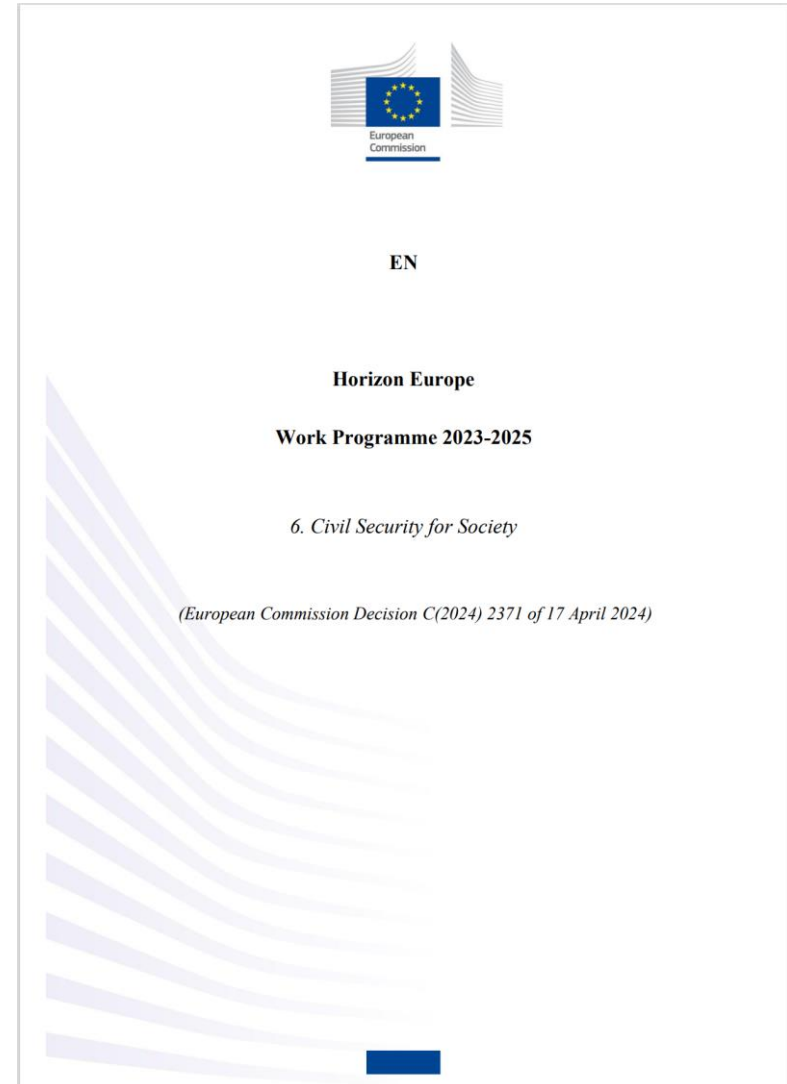 European
Commission
EN
Horizon Europe
Work Programme 2023-2025
6. Civil Security for Society
(European Commission Decision C(2024) 2371 of 17 April 2024)